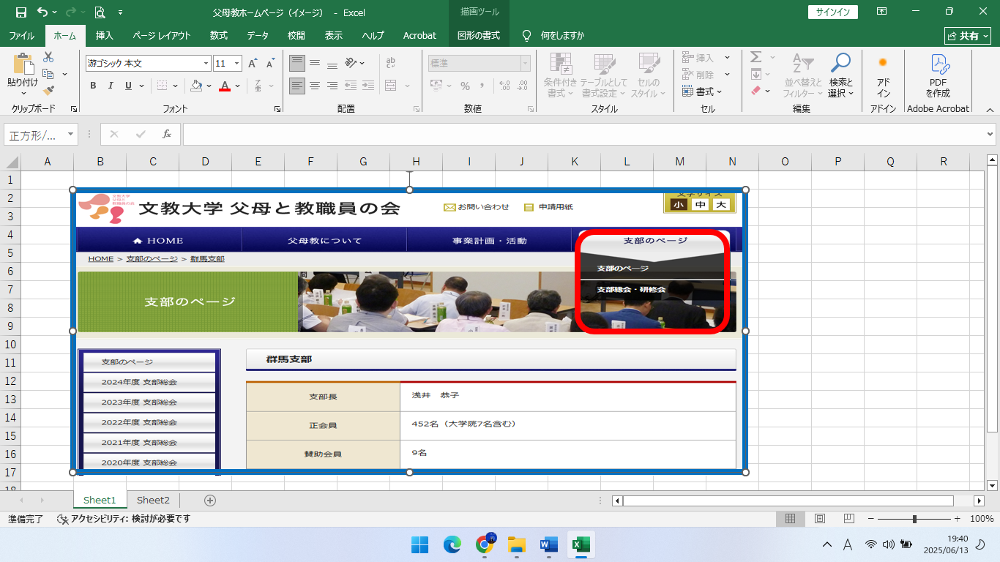 父母教ホームページ（イメージ） - Excel
描画ツール
サインイン
ファイル ホーム 挿入 ページ レイアウト 数式 データ 校閲 表示 ヘルプ Acrobat 図形の書式 何をしますか 共有
貼り付け
クリップボード
游ゴシック 本文 11
B I U
フォント
ab
配置
標準
% ,
数値
条件付き書式
テーブルとして書式設定
セルのスタイル
スタイル
挿入
削除
書式
セル
並べ替えとフィルター
検索と選択
編集
アドイン
アドイン
PDFを作成
Adobe Acrobat
正方形/...
fx
A B C D E F G H I J K L M N O P Q R
1
2
3
4
5
6
7
8
9
10
11
12
13
14
15
16
17
18
文教大学
父母と
教職員の会
文教大学 父母と教職員の会
お問い合わせ
申請用紙
文字サイズ
小 中 大
HOME
父母教について
事業計画・活動
支部のページ
HOME > 支部のページ > 群馬支部
支部のページ
支部総会・研修会
支部のページ
支部のページ
2024年度 支部総会
2023年度 支部総会
2022年度 支部総会
2021年度 支部総会
2020年度 支部総会
群馬支部
支部長 浅井 恭子
正会員 452名（大学院7名含む）
賛助会員 9名
Sheet1 Sheet2
準備完了 アクセシビリティ: 検討が必要です
100%
A
19:40
2025/06/13